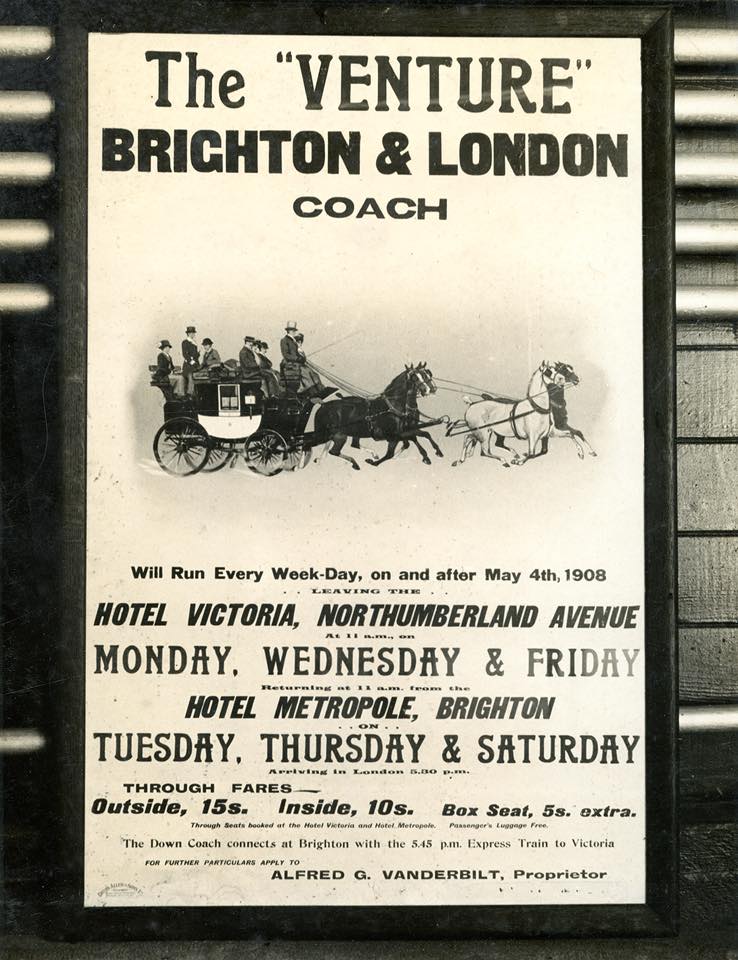 The "VENTURE"
BRIGHTON & LONDON
COACH
Will Run Every Week-Day, on and after May 4th, 1908
. . LEAVING THE . .
HOTEL VICTORIA, NORTHUMBERLAND AVENUE
At 11 a.m., on
MONDAY, WEDNESDAY & FRIDAY
Returning at 11 a.m. from the
HOTEL METROPOLE, BRIGHTON
. . ON . .
TUESDAY, THURSDAY & SATURDAY
Arriving in London 5.30 p.m.
THROUGH FARES—
Outside, 15s. Inside, 10s. Box Seat, 5s. extra.
Through Seats booked at the Hotel Victoria and Hotel Metropole. Passenger's Luggage Free.
The Down Coach connects at Brighton with the 5.45 p.m. Express Train to Victoria
FOR FURTHER PARTICULARS APPLY TO
ALFRED G. VANDERBILT, Proprietor